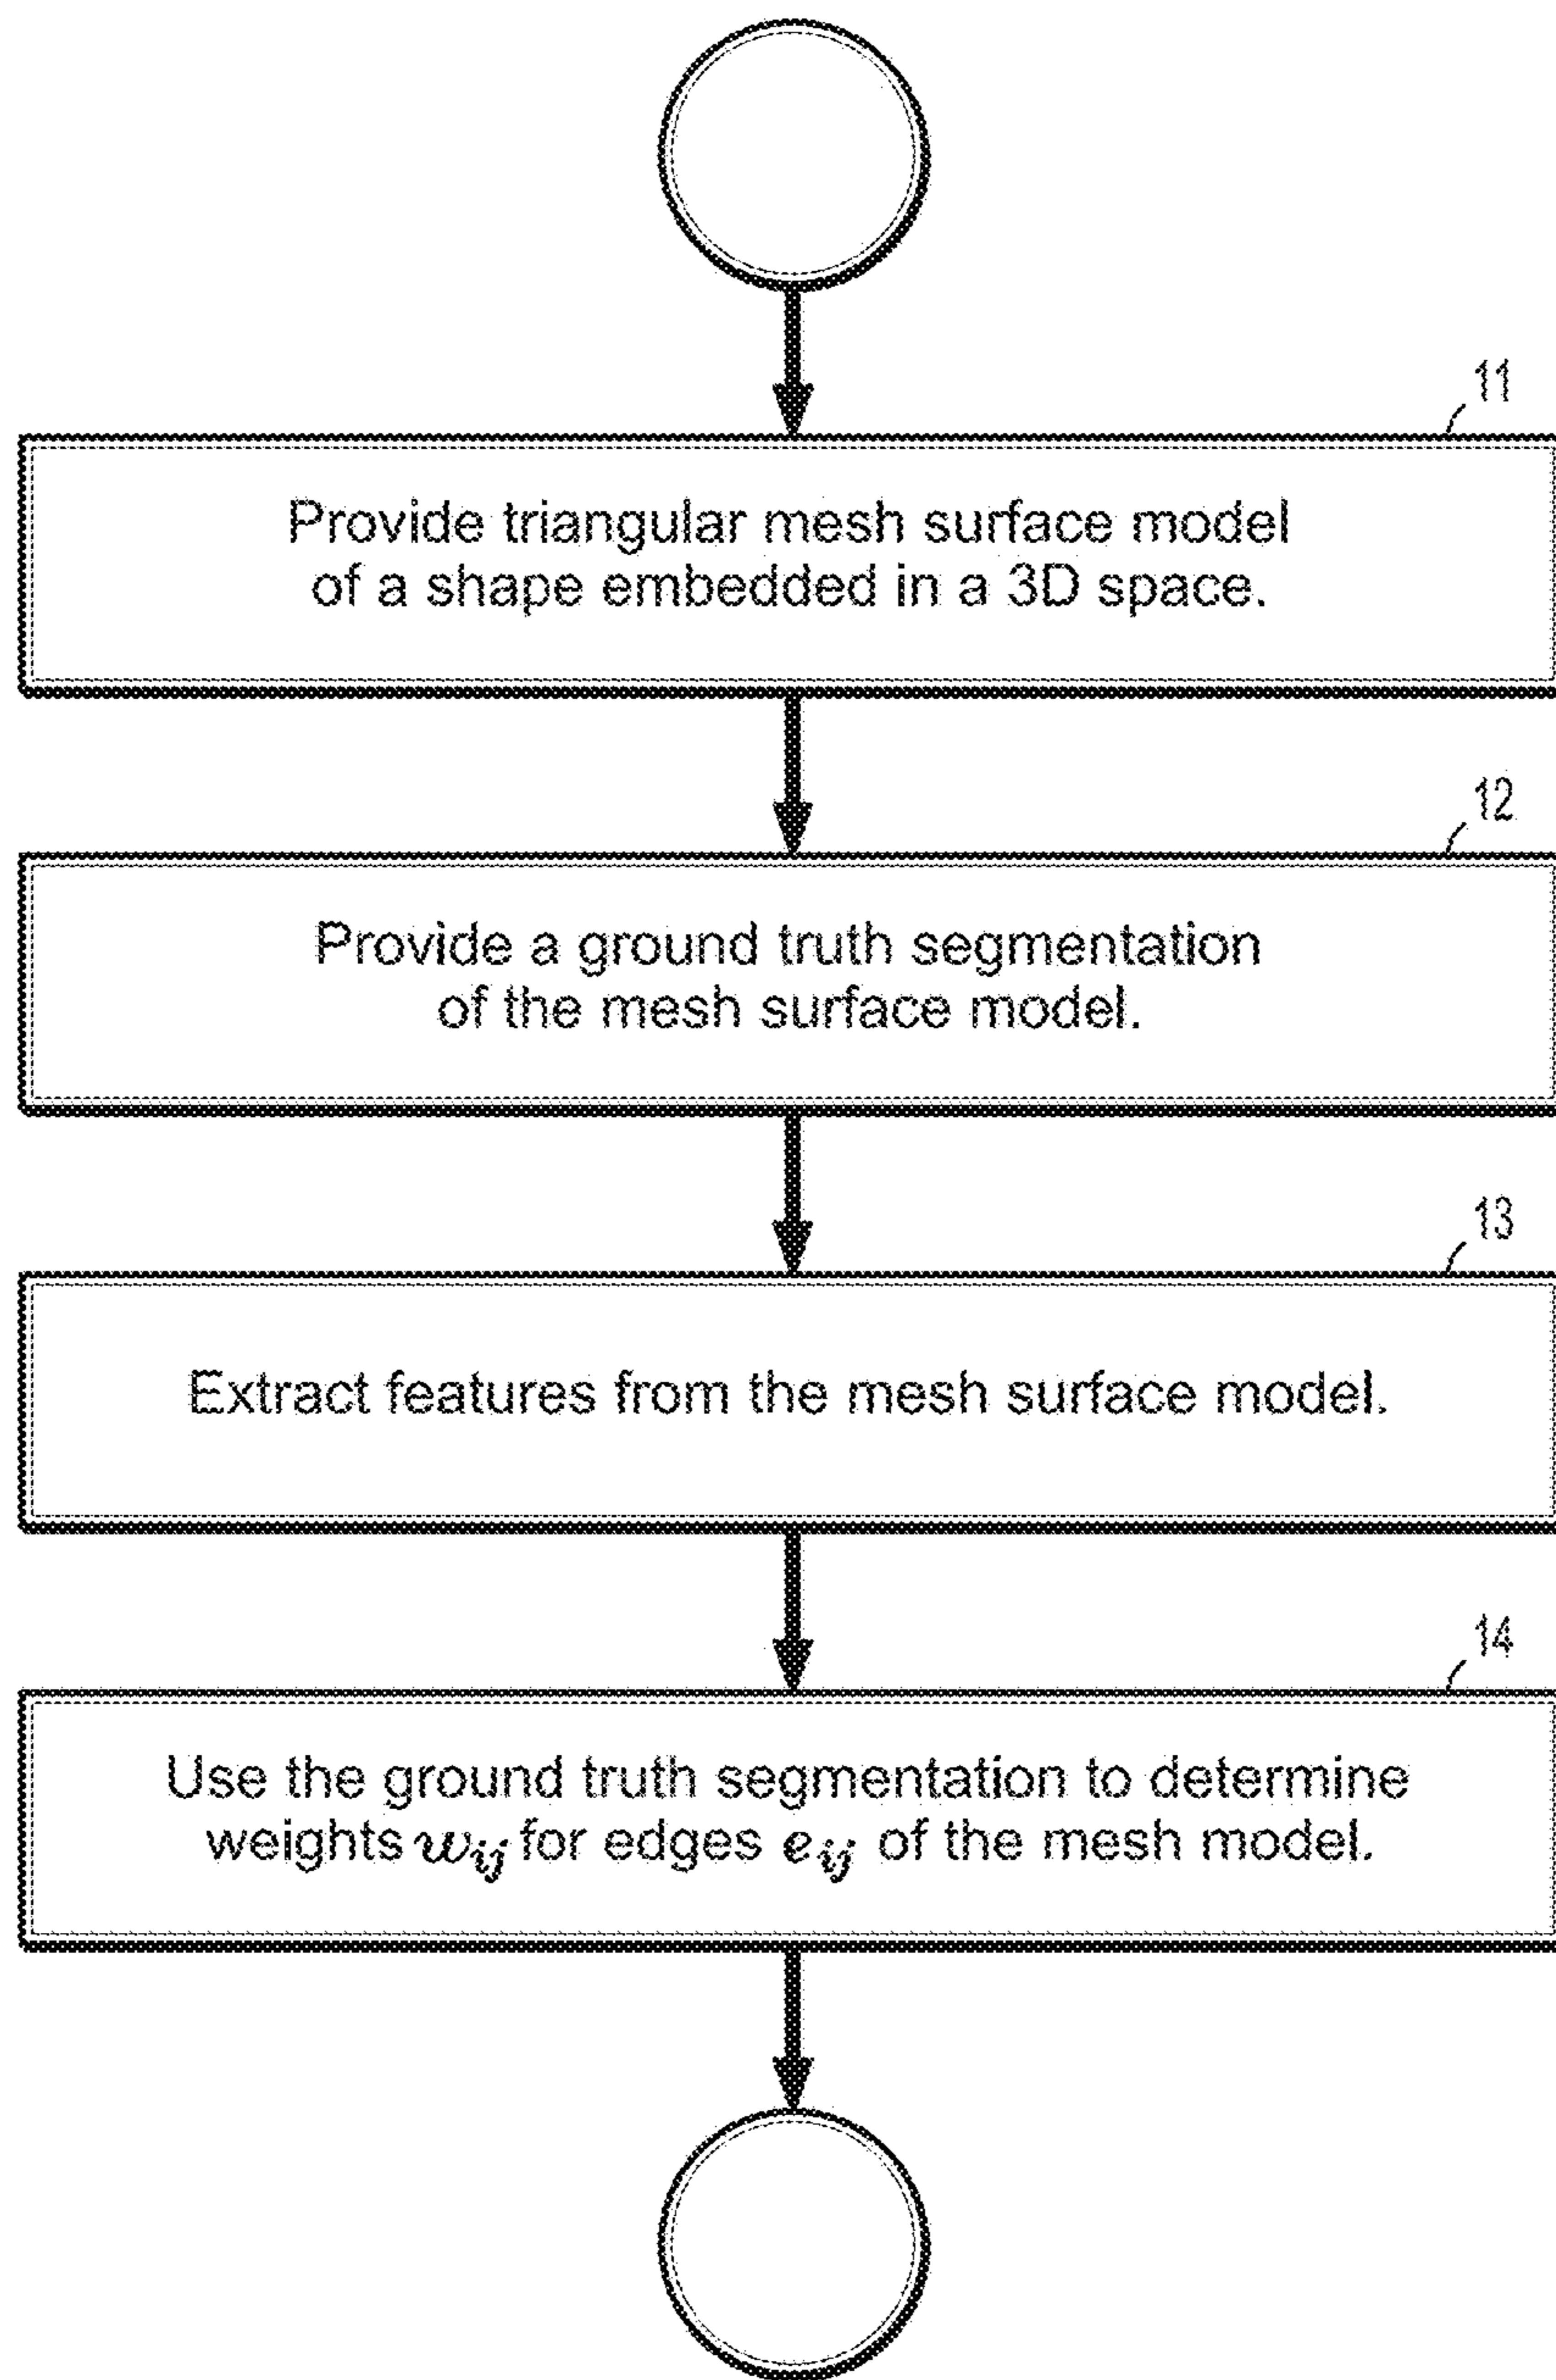 11
Provide triangular mesh surface model
of a shape embedded in a 3D space.
12
Provide a ground truth segmentation
of the mesh surface model.
13
Extract features from the mesh surface model.
14
Use the ground truth segmentation to determine
weights w_ij for edges e_ij of the mesh model.